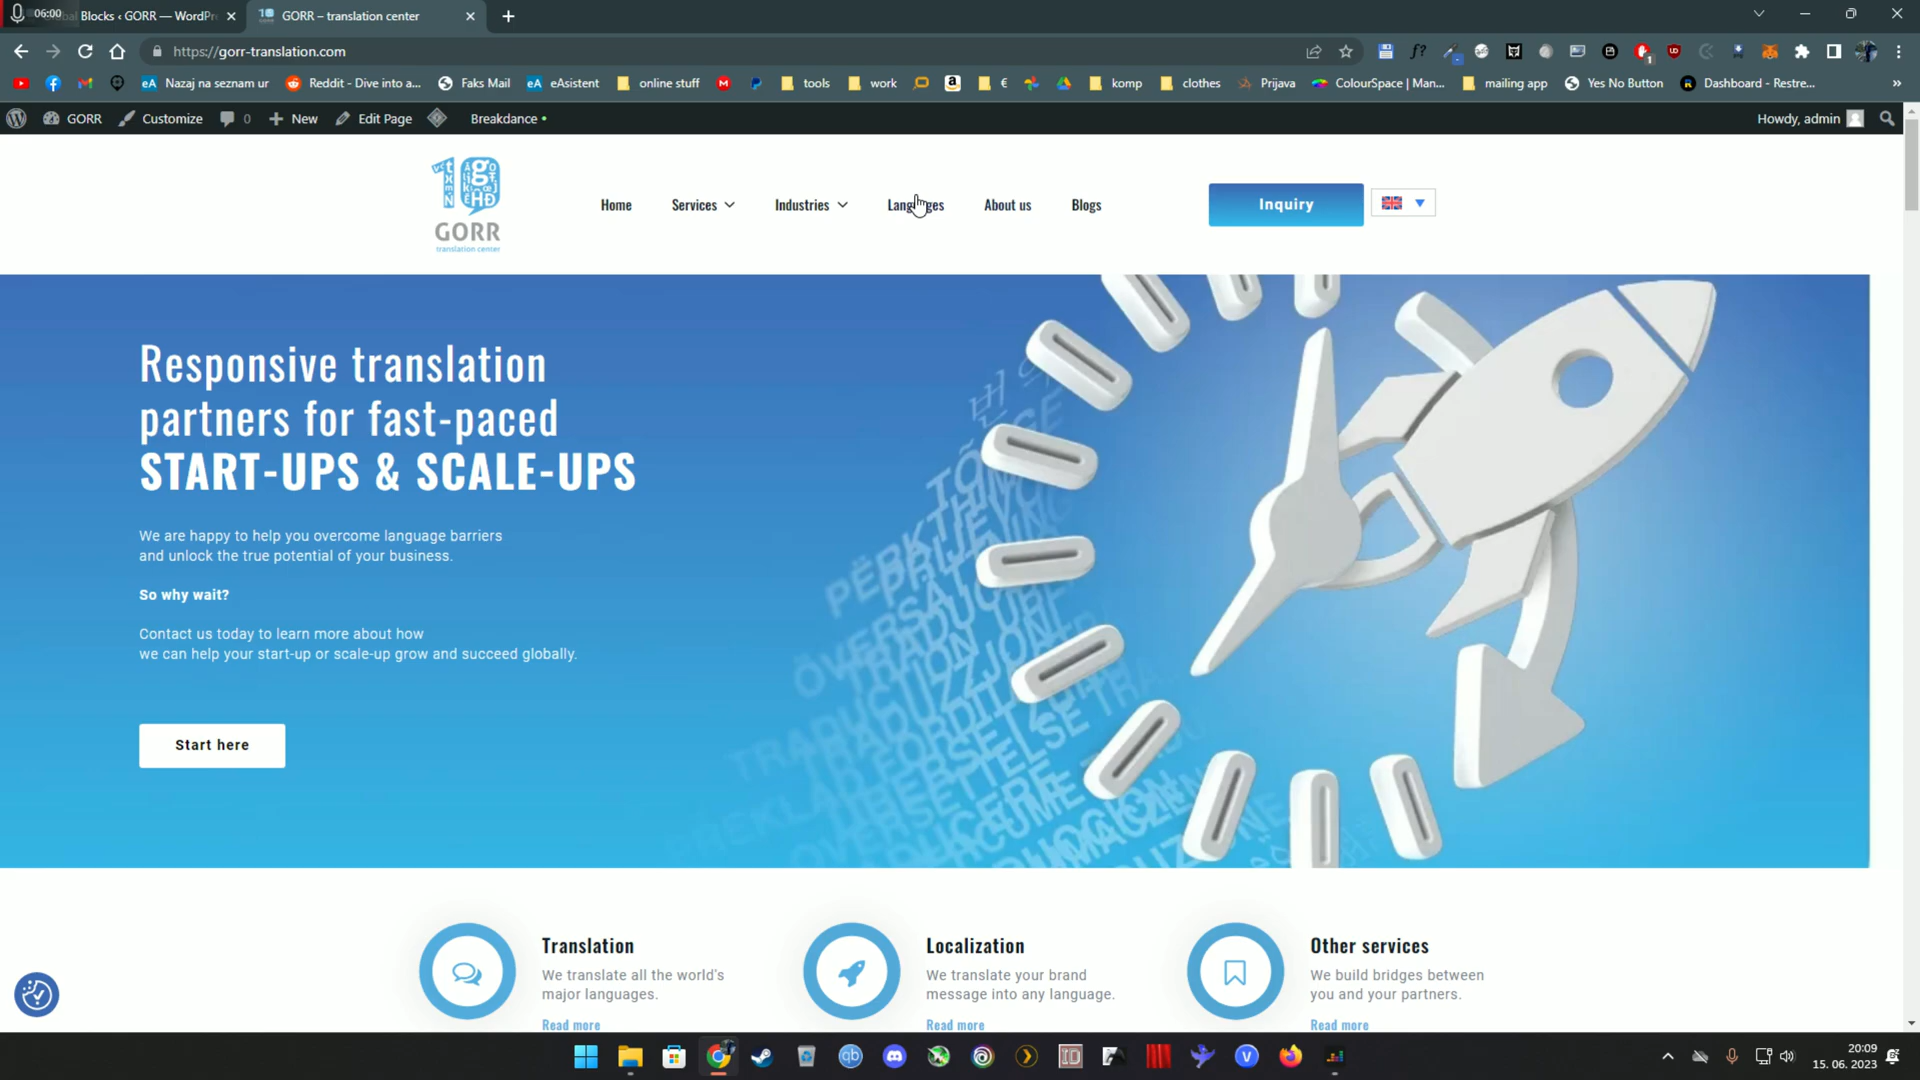 06:00
Blocks ‹ GORR — WordPr
GORR – translation center
https://gorr-translation.com
Nazaj na seznam ur
Reddit - Dive into a...
Faks Mail
eAsistent
online stuff
tools
work
€
komp
clothes
Prijava
ColourSpace | Man...
mailing app
Yes No Button
Dashboard - Restre...
GORR
Customize
0
New
Edit Page
Breakdance
Howdy, admin
GORR
translation center
Home
Services
Industries
Languages
About us
Blogs
Inquiry
Responsive translation
partners for fast-paced
START-UPS & SCALE-UPS
We are happy to help you overcome language barriers
and unlock the true potential of your business.
So why wait?
Contact us today to learn more about how
we can help your start-up or scale-up grow and succeed globally.
Start here
Translation
We translate all the world's
major languages.
Read more
Localization
We translate your brand
message into any language.
Read more
Other services
We build bridges between
you and your partners.
Read more
20:09
15. 06. 2023